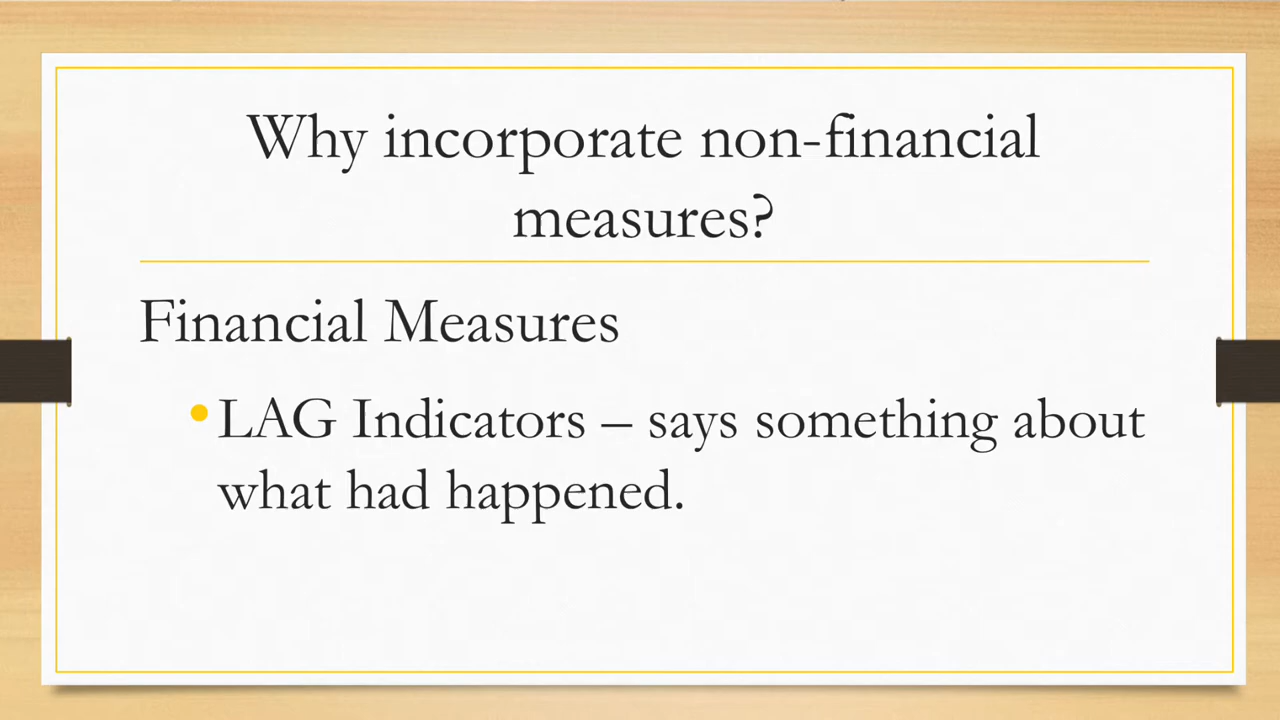 Why incorporate non-financial
measures?
Financial Measures
• LAG Indicators – says something about
what had happened.